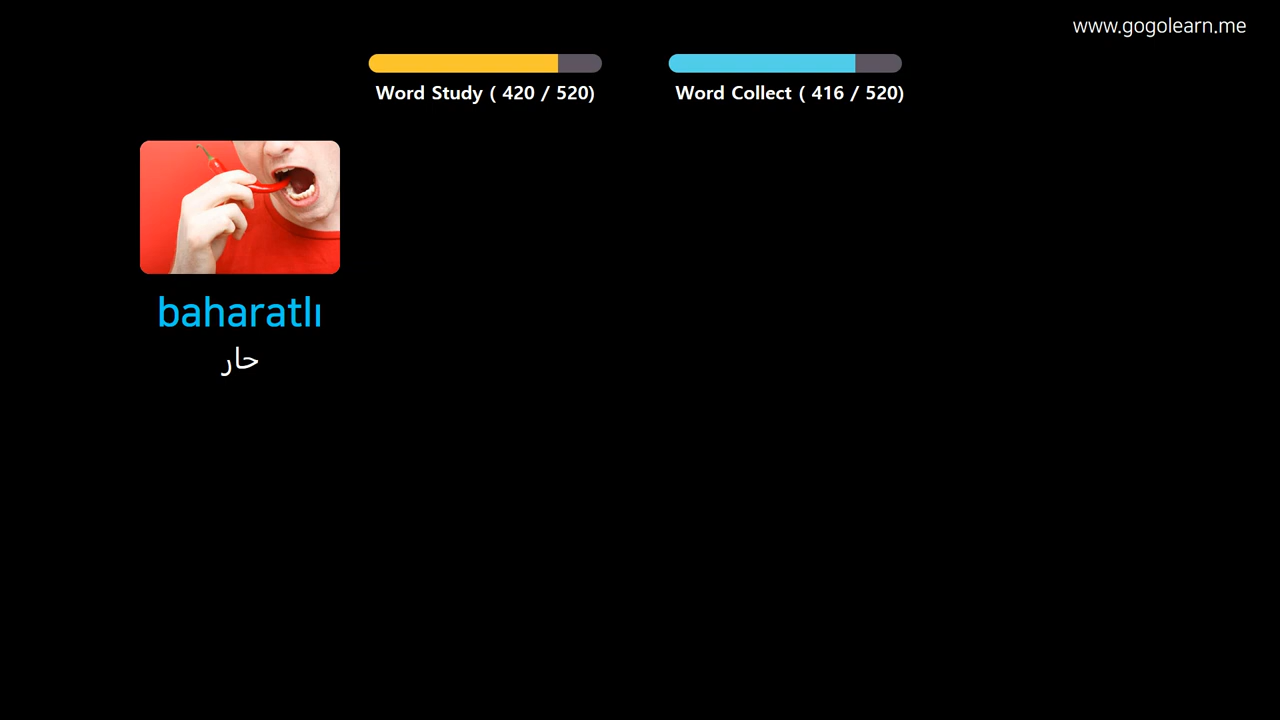 www.gogolearn.me
Word Study ( 420 / 520)
Word Collect ( 416 / 520)
baharatlı
حار